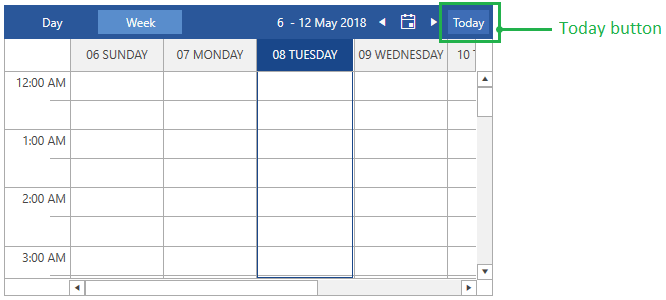 Day Week 6 - 12 May 2018 Today
Today button
06 SUNDAY 07 MONDAY 08 TUESDAY 09 WEDNESDAY 10
12:00 AM
1:00 AM
2:00 AM
3:00 AM